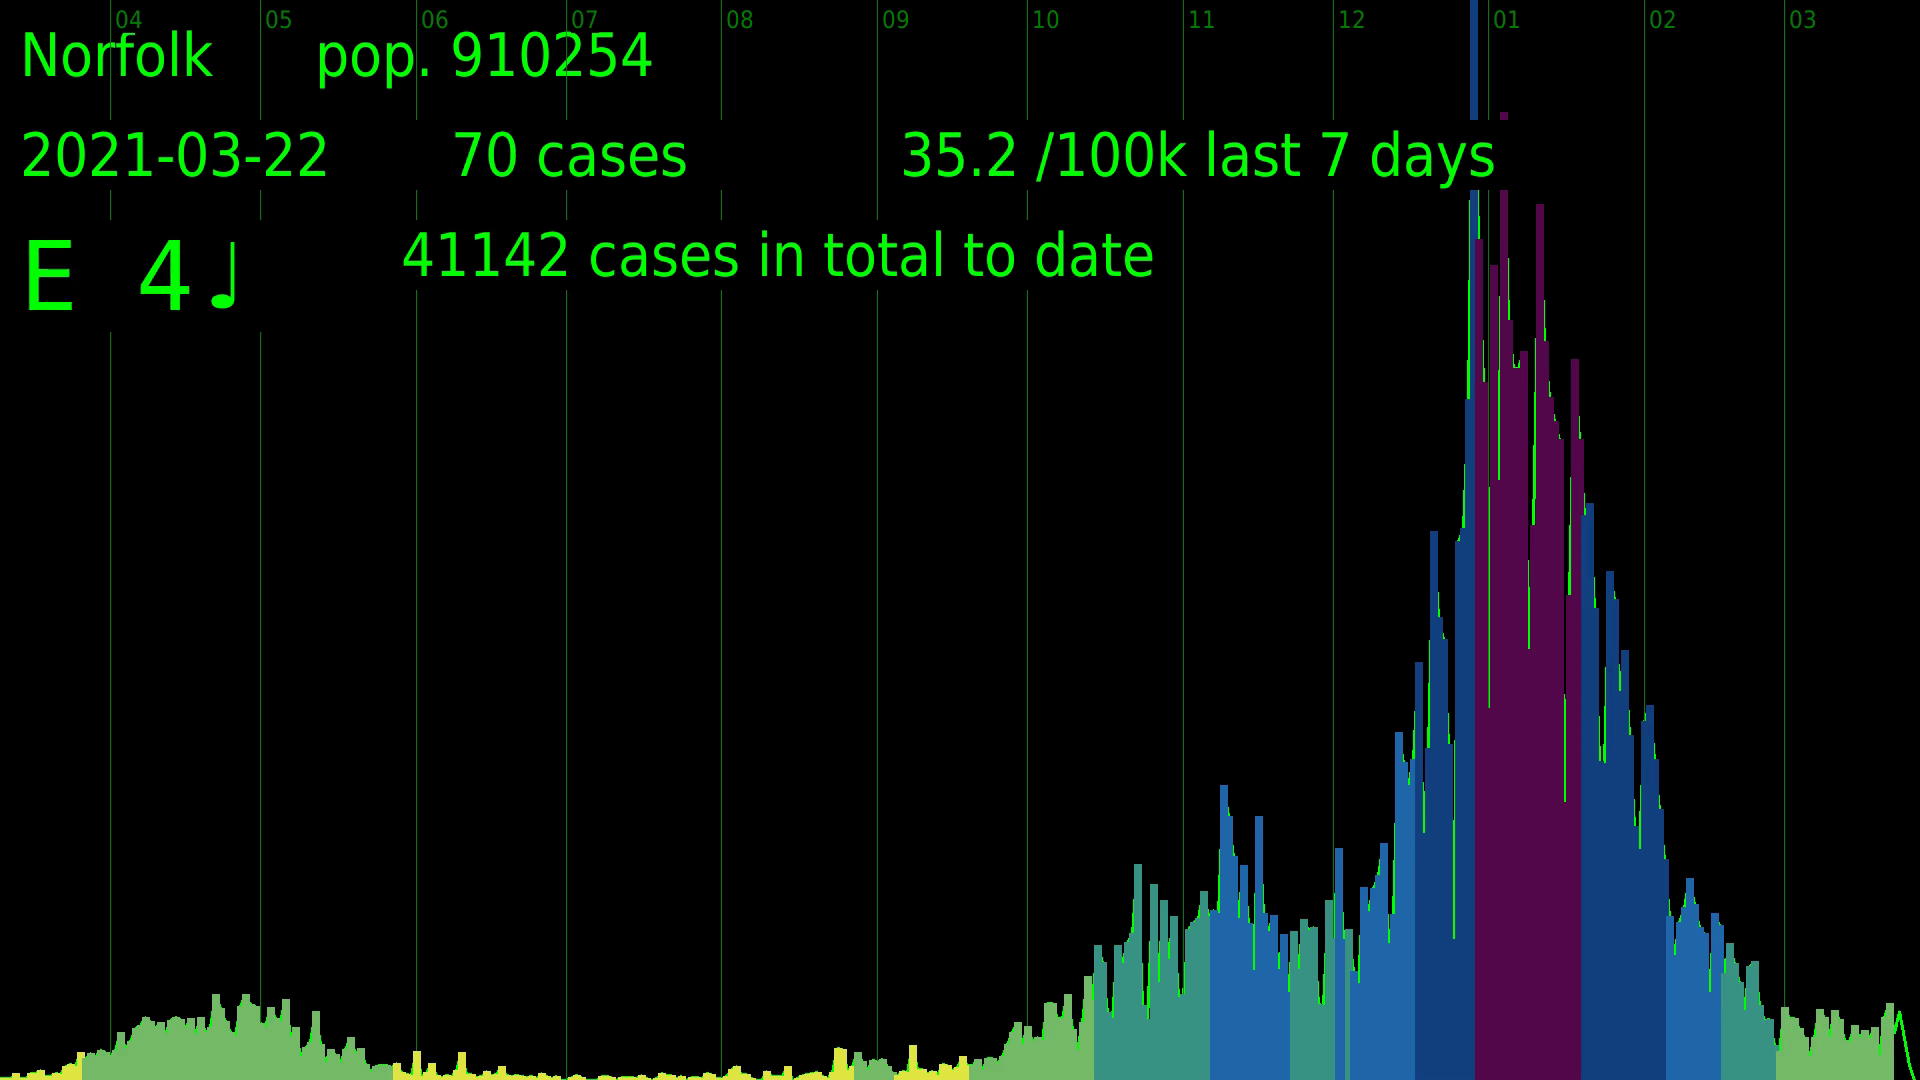 04 05 06 07 08 09 10 11 12 01 02 03
Norfolk pop. 910254
2021-03-22 70 cases 35.2 /100k last 7 days
E 4♩ 41142 cases in total to date